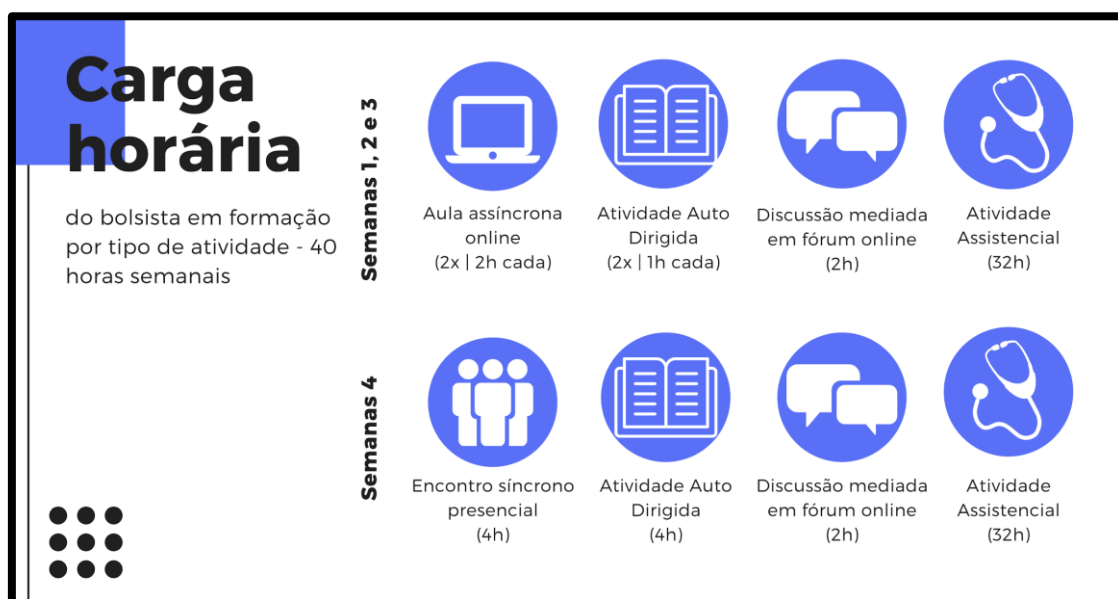 Carga
horária
do bolsista em formação
por tipo de atividade - 40
horas semanais
Semanas 1, 2 e 3
Aula assíncrona
online
(2x | 2h cada)
Atividade Auto
Dirigida
(2x | 1h cada)
Discussão mediada
em fórum online
(2h)
Atividade
Assistencial
(32h)
Semanas 4
Encontro síncrono
presencial
(4h)
Atividade Auto
Dirigida
(4h)
Discussão mediada
em fórum online
(2h)
Atividade
Assistencial
(32h)